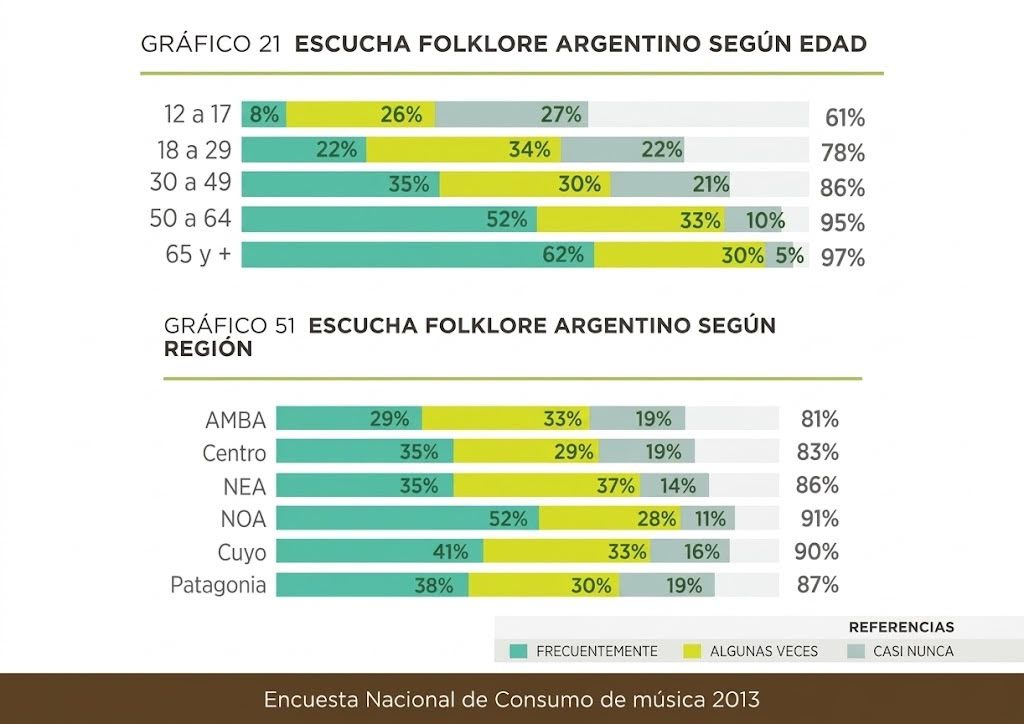 GRÁFICO 21 ESCUCHA FOLKLORE ARGENTINO SEGÚN EDAD
12 a 17 8% 26% 27% 61%
18 a 29 22% 34% 22% 78%
30 a 49 35% 30% 21% 86%
50 a 64 52% 33% 10% 95%
65 y + 62% 30% 5% 97%
GRÁFICO 51 ESCUCHA FOLKLORE ARGENTINO SEGÚN
REGIÓN
AMBA 29% 33% 19% 81%
Centro 35% 29% 19% 83%
NEA 35% 37% 14% 86%
NOA 52% 28% 11% 91%
Cuyo 41% 33% 16% 90%
Patagonia 38% 30% 19% 87%
REFERENCIAS
FRECUENTEMENTE ALGUNAS VECES CASI NUNCA
Encuesta Nacional de Consumo de música 2013